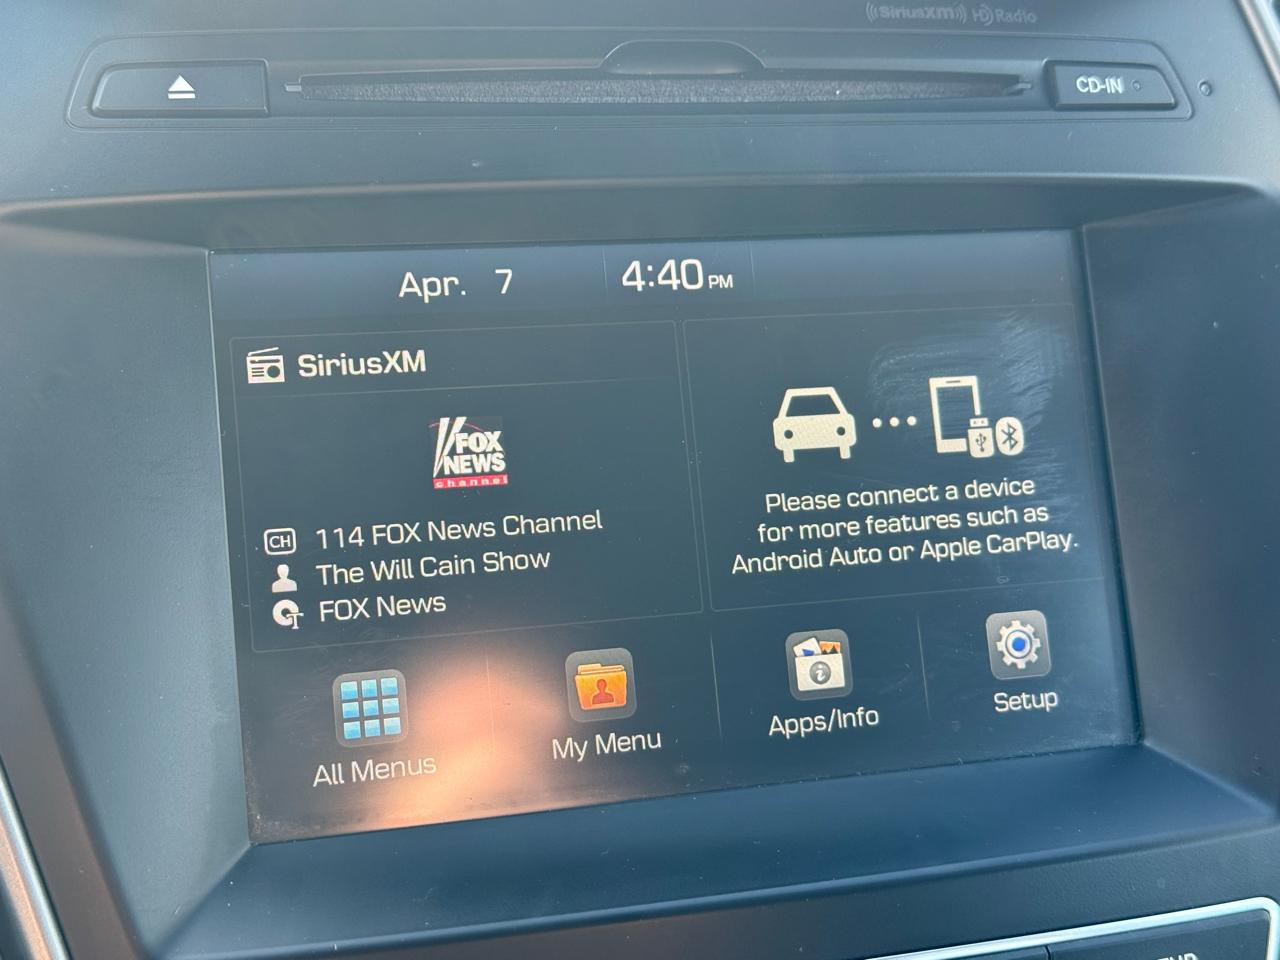 SiriusXM HD Radio
CD-IN
Apr. 7 4:40 PM
SiriusXM
FOX
NEWS
channel
CH 114 FOX News Channel
The Will Cain Show
FOX News
Please connect a device
for more features such as
Android Auto or Apple CarPlay.
All Menus
My Menu
Apps/Info
Setup